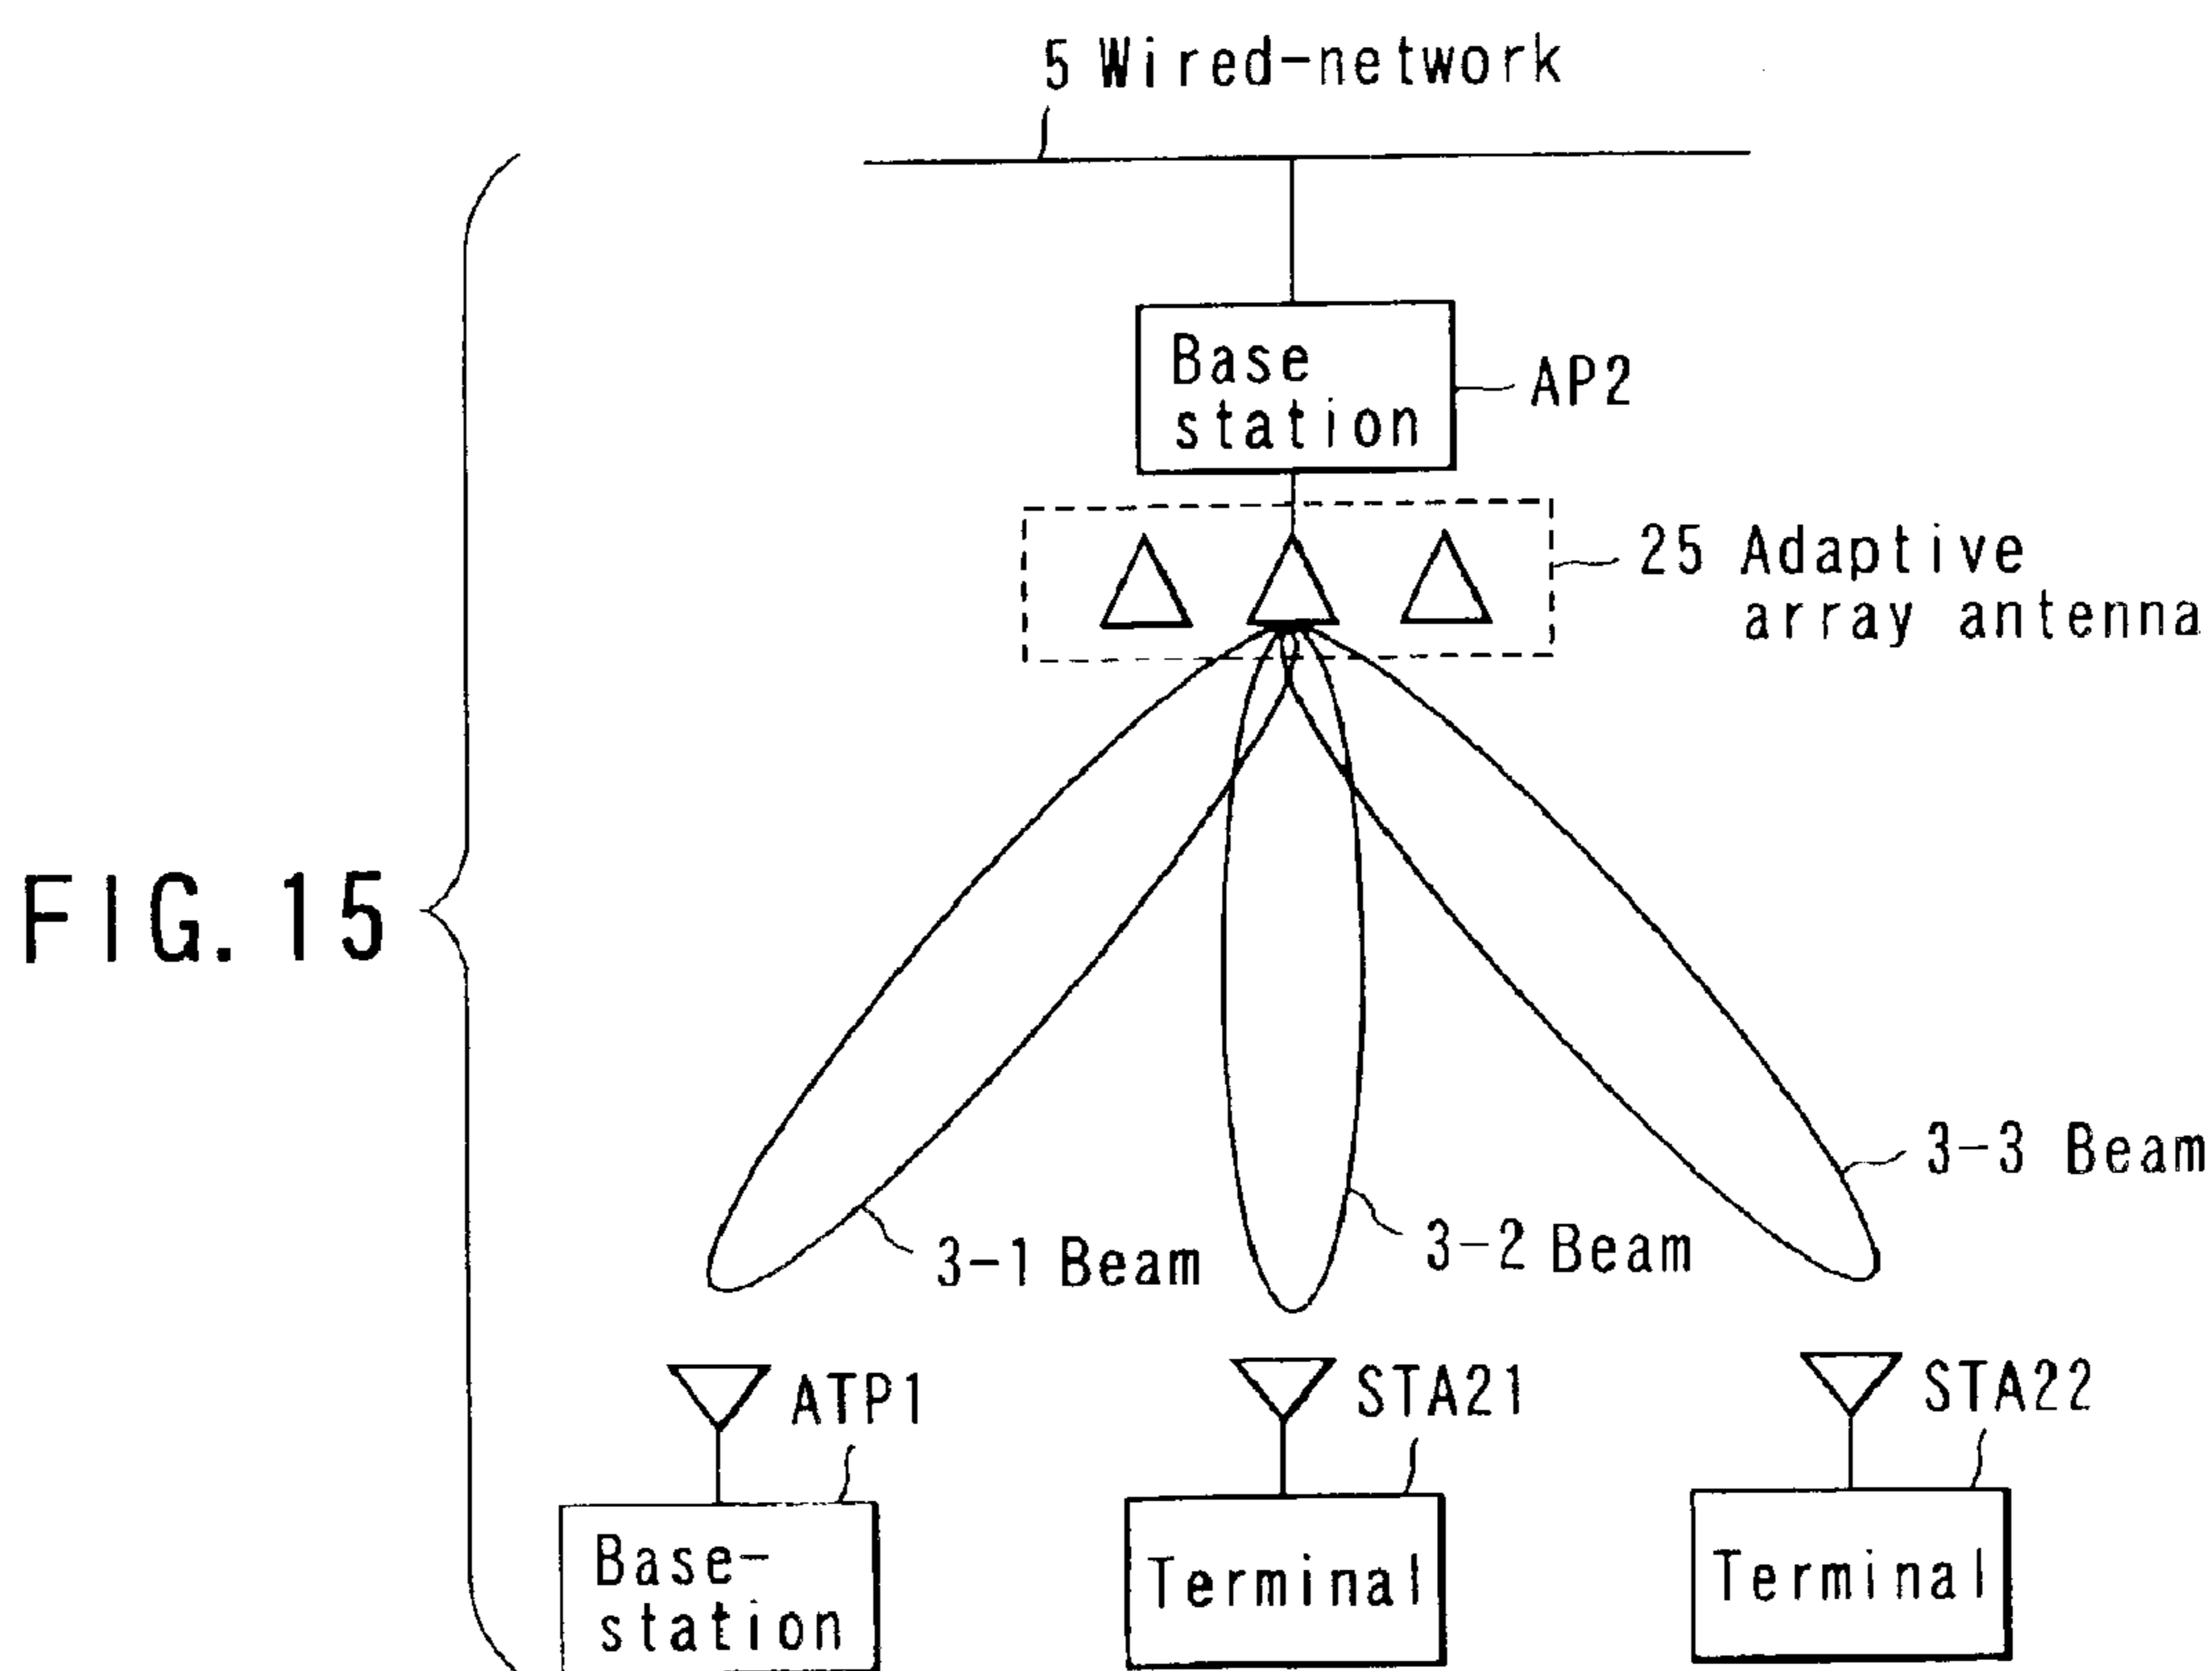 5 Wired-network
Base
station
AP2
25 Adaptive
array antenna
FIG. 15
3-3 Beam
3-1 Beam
3-2 Beam
ATP1
STA21
STA22
Base-
station
Terminal
Terminal